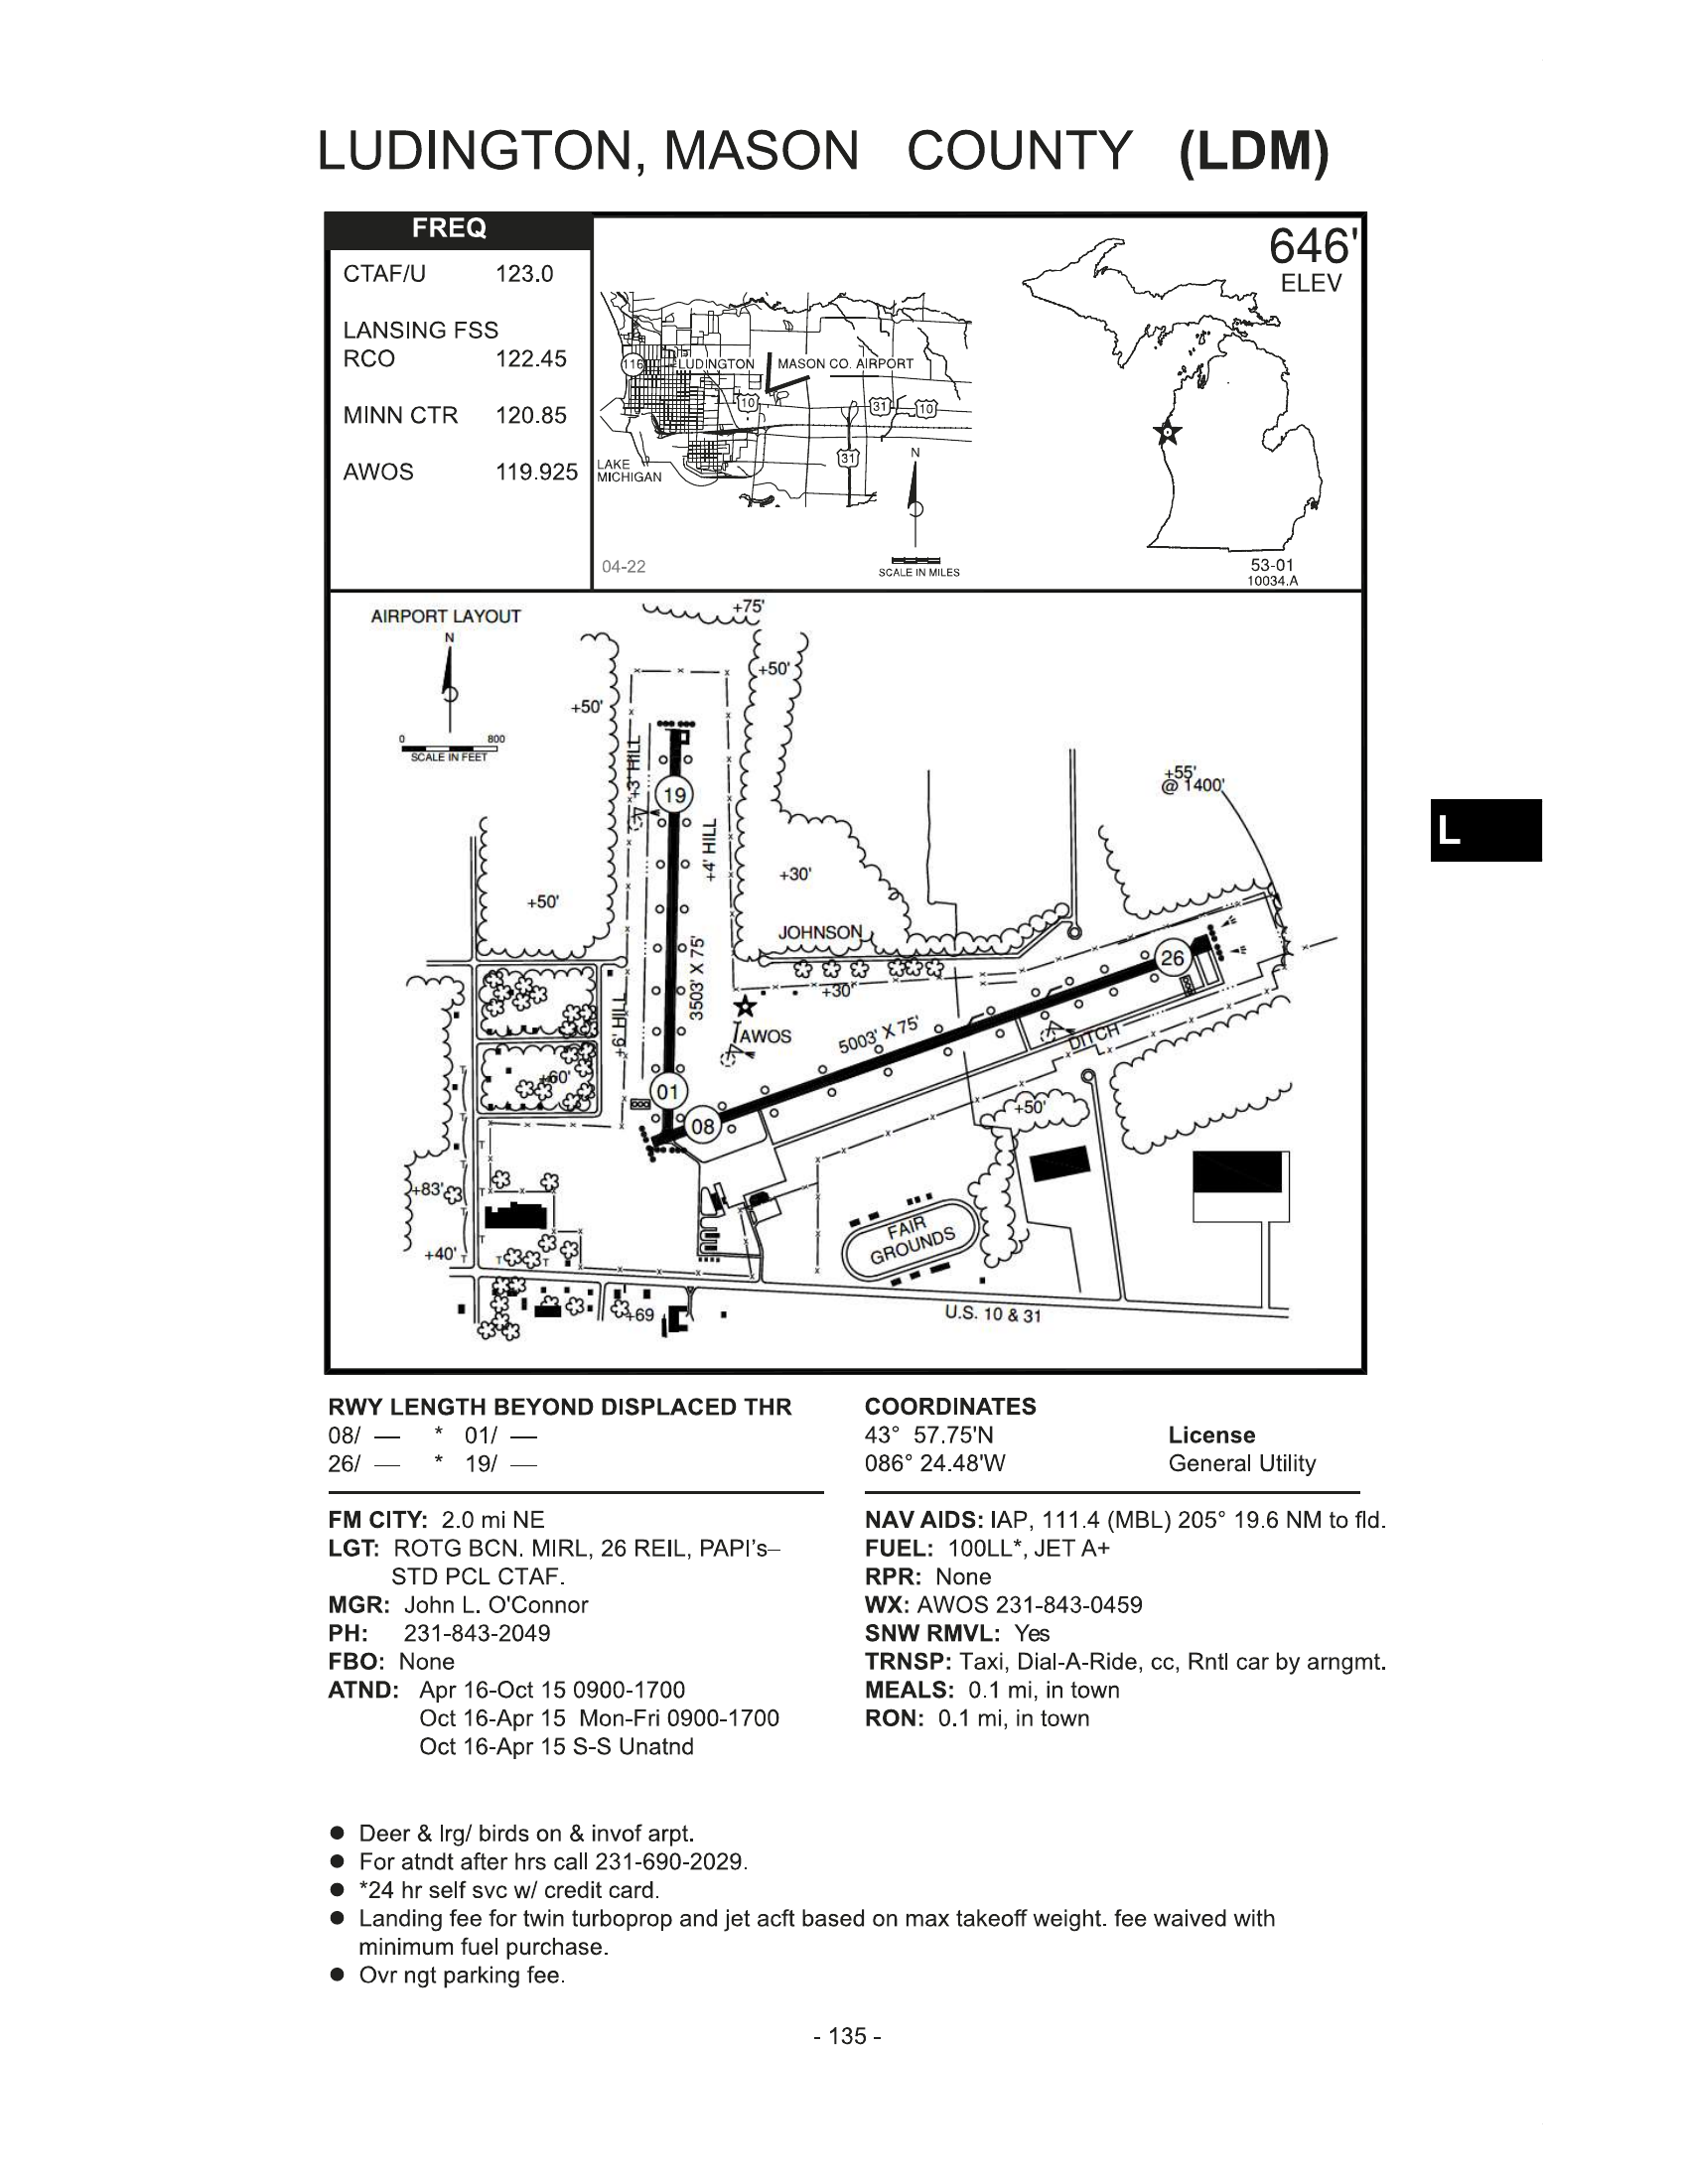 LUDINGTON, MASON COUNTY (LDM)
FREQ
CTAF/U 123.0
LANSING FSS
RCO 122.45
MINN CTR 120.85
AWOS 119.925
646'
ELEV
116
LUDINGTON
MASON CO. AIRPORT
10
31
10
31
LAKE
MICHIGAN
N
04-22
SCALE IN MILES
53-01
10034.A
AIRPORT LAYOUT
N
0 800
SCALE IN FEET
+75'
+50'
+50'
+3' HILL
19
+4' HILL
+55'
@ 1400'
+30'
+50'
JOHNSON
3503' X 75'
26
+30'
+6' HILL
AWOS
5003' X 75'
DITCH
+60'
01
08
+50'
+83'
FAIR
GROUNDS
+40'
+69
U.S. 10 & 31
L
RWY LENGTH BEYOND DISPLACED THR
08/ — * 01/ —
26/ — * 19/ —
COORDINATES
43° 57.75'N
086° 24.48'W
License
General Utility
FM CITY: 2.0 mi NE
LGT: ROTG BCN. MIRL, 26 REIL, PAPI's–
STD PCL CTAF.
MGR: John L. O'Connor
PH: 231-843-2049
FBO: None
ATND: Apr 16-Oct 15 0900-1700
Oct 16-Apr 15 Mon-Fri 0900-1700
Oct 16-Apr 15 S-S Unatnd
NAV AIDS: IAP, 111.4 (MBL) 205° 19.6 NM to fld.
FUEL: 100LL*, JET A+
RPR: None
WX: AWOS 231-843-0459
SNW RMVL: Yes
TRNSP: Taxi, Dial-A-Ride, cc, Rntl car by arngmt.
MEALS: 0.1 mi, in town
RON: 0.1 mi, in town
● Deer & lrg/ birds on & invof arpt.
● For atndt after hrs call 231-690-2029.
● *24 hr self svc w/ credit card.
● Landing fee for twin turboprop and jet acft based on max takeoff weight. fee waived with
minimum fuel purchase.
● Ovr ngt parking fee.
- 135 -